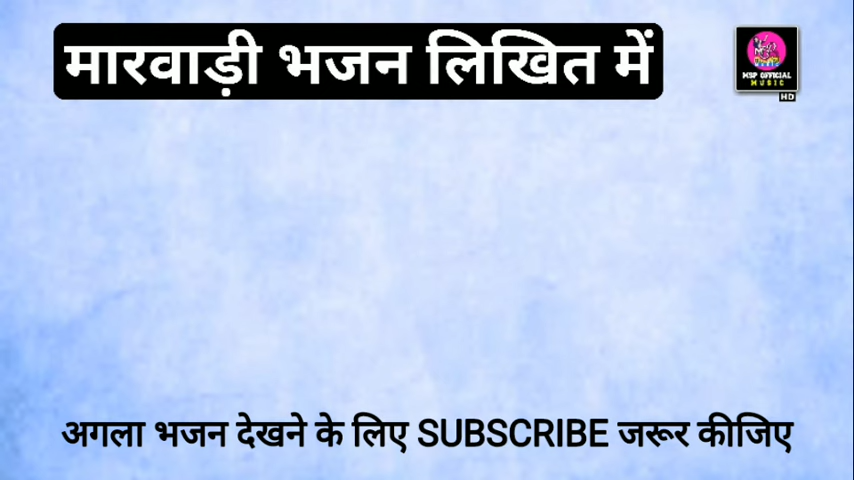 मारवाड़ी भजन लिखित में
MSP OFFICIAL
MUSIC
HD
अगला भजन देखने के लिए SUBSCRIBE जरूर कीजिए